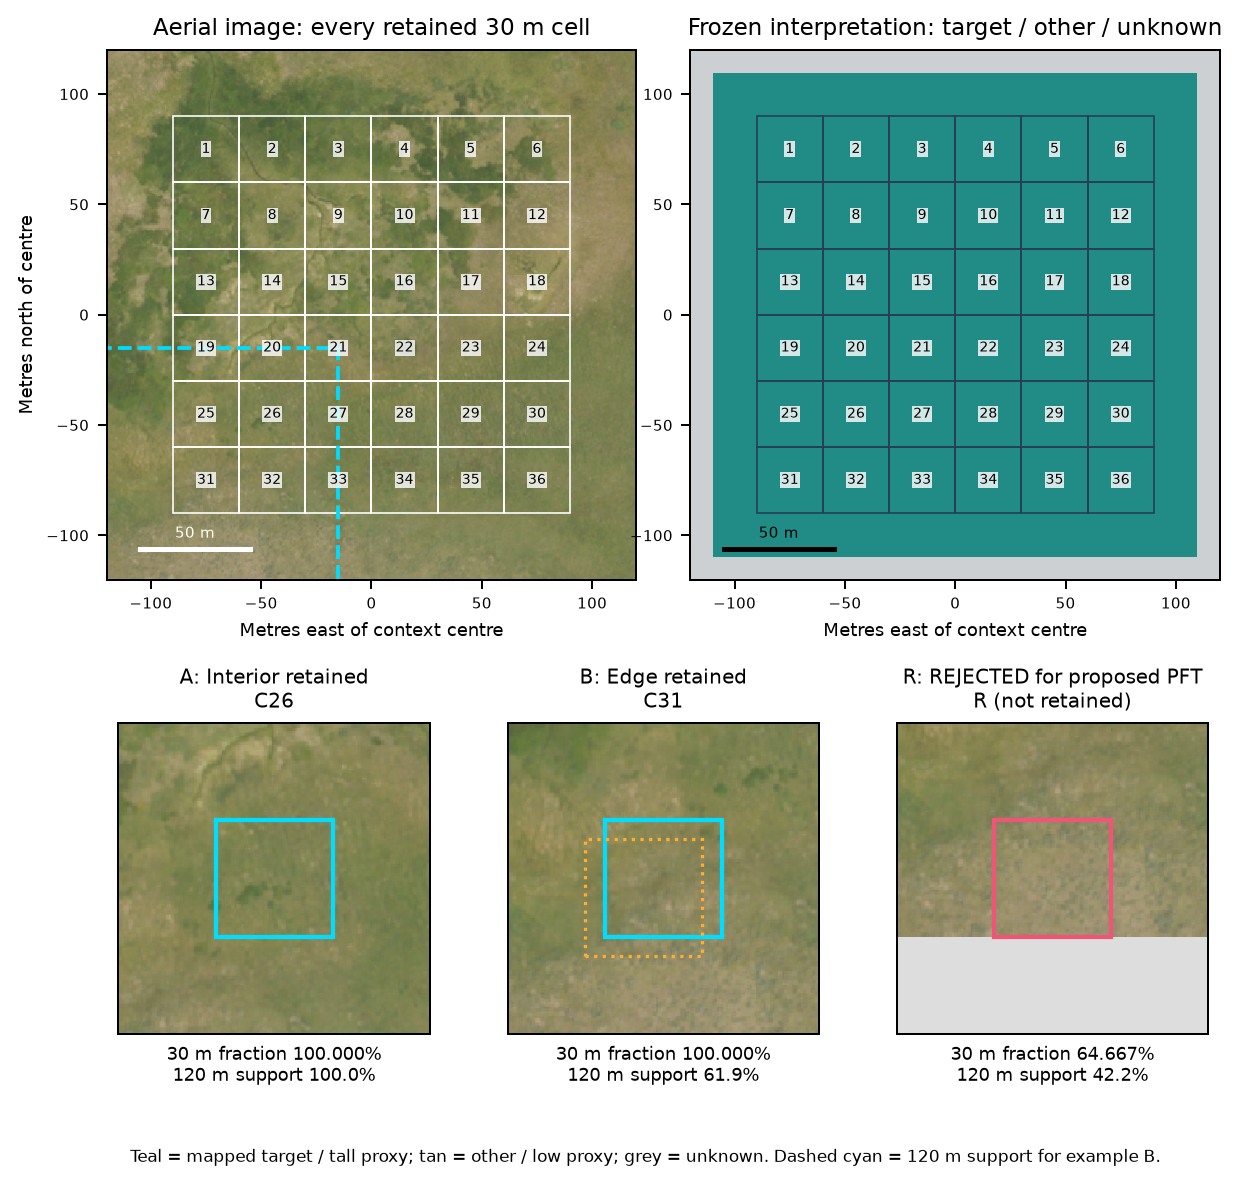 Aerial image: every retained 30 m cell
Frozen interpretation: target / other / unknown
Metres north of centre
100
50
0
−50
−100
1 2 3 4 5 6
7 8 9 10 11 12
13 14 15 16 17 18
19 20 21 22 23 24
25 26 27 28 29 30
31 32 33 34 35 36
50 m
−100 −50 0 50 100
Metres east of context centre
100
50
0
−50
−100
1 2 3 4 5 6
7 8 9 10 11 12
13 14 15 16 17 18
19 20 21 22 23 24
25 26 27 28 29 30
31 32 33 34 35 36
50 m
−100 −50 0 50 100
Metres east of context centre
A: Interior retained
C26
30 m fraction 100.000%
120 m support 100.0%
B: Edge retained
C31
30 m fraction 100.000%
120 m support 61.9%
R: REJECTED for proposed PFT
R (not retained)
30 m fraction 64.667%
120 m support 42.2%
Teal = mapped target / tall proxy; tan = other / low proxy; grey = unknown. Dashed cyan = 120 m support for example B.